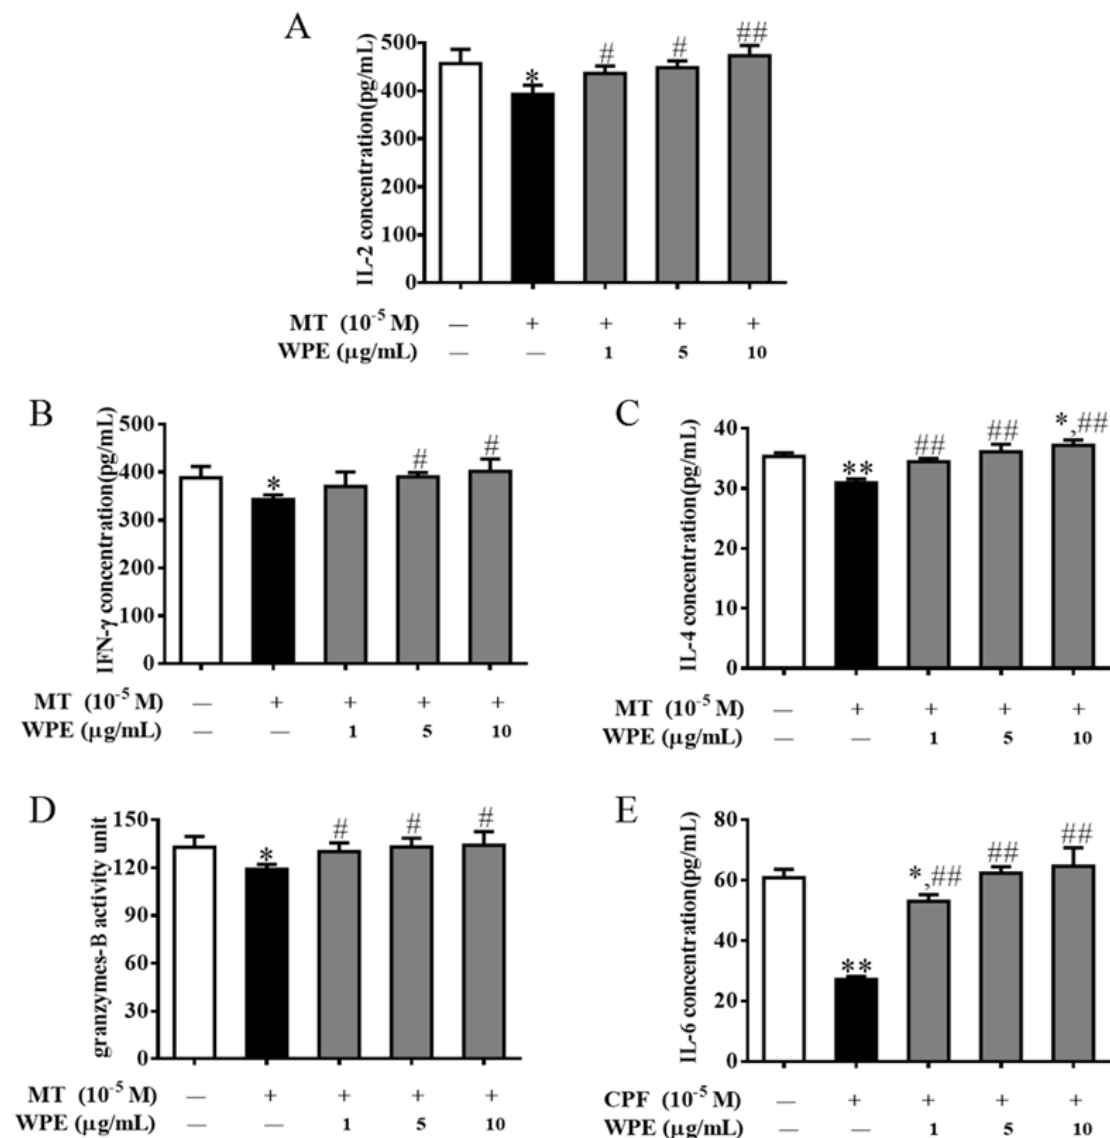 A
IL-2 concentration(pg/mL)
500
400
300
200
100
0
*
#
#
##
MT (10⁻⁵ M) — + + + +
WPE (μg/mL) — — 1 5 10
B
IFN-γ concentration(pg/mL)
500
400
300
200
100
0
*
#
#
MT (10⁻⁵ M) — + + + +
WPE (μg/mL) — — 1 5 10
C
IL-4 concentration(pg/mL)
40
30
20
10
0
**
##
##
*,##
MT (10⁻⁵ M) — + + + +
WPE (μg/mL) — — 1 5 10
D
granzymes-B activity unit
150
120
90
60
30
0
*
#
#
#
MT (10⁻⁵ M) — + + + +
WPE (μg/mL) — — 1 5 10
E
IL-6 concentration(pg/mL)
80
60
40
20
0
**
*,##
##
##
CPF (10⁻⁵ M) — + + + +
WPE (μg/mL) — — 1 5 10